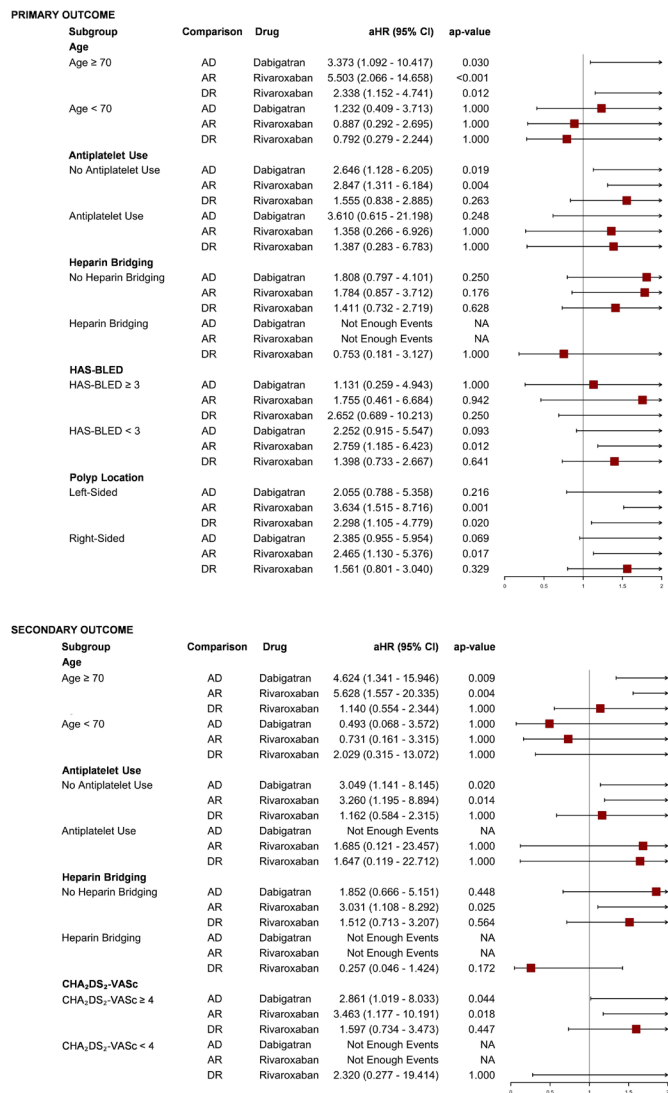 PRIMARY OUTCOME
Subgroup Comparison Drug aHR (95% CI) ap-value
Age
Age ≥ 70 AD Dabigatran 3.373 (1.092 - 10.417) 0.030
AR Rivaroxaban 5.503 (2.066 - 14.658) <0.001
DR Rivaroxaban 2.338 (1.152 - 4.741) 0.012
Age < 70 AD Dabigatran 1.232 (0.409 - 3.713) 1.000
AR Rivaroxaban 0.887 (0.292 - 2.695) 1.000
DR Rivaroxaban 0.792 (0.279 - 2.244) 1.000
Antiplatelet Use
No Antiplatelet Use AD Dabigatran 2.646 (1.128 - 6.205) 0.019
AR Rivaroxaban 2.847 (1.311 - 6.184) 0.004
DR Rivaroxaban 1.555 (0.838 - 2.885) 0.263
Antiplatelet Use AD Dabigatran 3.610 (0.615 - 21.198) 0.248
AR Rivaroxaban 1.358 (0.266 - 6.926) 1.000
DR Rivaroxaban 1.387 (0.283 - 6.783) 1.000
Heparin Bridging
No Heparin Bridging AD Dabigatran 1.808 (0.797 - 4.101) 0.250
AR Rivaroxaban 1.784 (0.857 - 3.712) 0.176
DR Rivaroxaban 1.411 (0.732 - 2.719) 0.628
Heparin Bridging AD Dabigatran Not Enough Events NA
AR Rivaroxaban Not Enough Events NA
DR Rivaroxaban 0.753 (0.181 - 3.127) 1.000
HAS-BLED
HAS-BLED ≥ 3 AD Dabigatran 1.131 (0.259 - 4.943) 1.000
AR Rivaroxaban 1.755 (0.461 - 6.684) 0.942
DR Rivaroxaban 2.652 (0.689 - 10.213) 0.250
HAS-BLED < 3 AD Dabigatran 2.252 (0.915 - 5.547) 0.093
AR Rivaroxaban 2.759 (1.185 - 6.423) 0.012
DR Rivaroxaban 1.398 (0.733 - 2.667) 0.641
Polyp Location
Left-Sided AD Dabigatran 2.055 (0.788 - 5.358) 0.216
AR Rivaroxaban 3.634 (1.515 - 8.716) 0.001
DR Rivaroxaban 2.298 (1.105 - 4.779) 0.020
Right-Sided AD Dabigatran 2.385 (0.955 - 5.954) 0.069
AR Rivaroxaban 2.465 (1.130 - 5.376) 0.017
DR Rivaroxaban 1.561 (0.801 - 3.040) 0.329
0 0.5 1 1.5 2
SECONDARY OUTCOME
Subgroup Comparison Drug aHR (95% CI) ap-value
Age
Age ≥ 70 AD Dabigatran 4.624 (1.341 - 15.946) 0.009
AR Rivaroxaban 5.628 (1.557 - 20.335) 0.004
DR Rivaroxaban 1.140 (0.554 - 2.344) 1.000
Age < 70 AD Dabigatran 0.493 (0.068 - 3.572) 1.000
AR Rivaroxaban 0.731 (0.161 - 3.315) 1.000
DR Rivaroxaban 2.029 (0.315 - 13.072) 1.000
Antiplatelet Use
No Antiplatelet Use AD Dabigatran 3.049 (1.141 - 8.145) 0.020
AR Rivaroxaban 3.260 (1.195 - 8.894) 0.014
DR Rivaroxaban 1.162 (0.584 - 2.315) 1.000
Antiplatelet Use AD Dabigatran Not Enough Events NA
AR Rivaroxaban 1.685 (0.121 - 23.457) 1.000
DR Rivaroxaban 1.647 (0.119 - 22.712) 1.000
Heparin Bridging
No Heparin Bridging AD Dabigatran 1.852 (0.666 - 5.151) 0.448
AR Rivaroxaban 3.031 (1.108 - 8.292) 0.025
DR Rivaroxaban 1.512 (0.713 - 3.207) 0.564
Heparin Bridging AD Dabigatran Not Enough Events NA
AR Rivaroxaban Not Enough Events NA
DR Rivaroxaban 0.257 (0.046 - 1.424) 0.172
CHA₂DS₂-VASc
CHA₂DS₂-VASc ≥ 4 AD Dabigatran 2.861 (1.019 - 8.033) 0.044
AR Rivaroxaban 3.463 (1.177 - 10.191) 0.018
DR Rivaroxaban 1.597 (0.734 - 3.473) 0.447
CHA₂DS₂-VASc < 4 AD Dabigatran Not Enough Events NA
AR Rivaroxaban Not Enough Events NA
DR Rivaroxaban 2.320 (0.277 - 19.414) 1.000
0 0.5 1 1.5